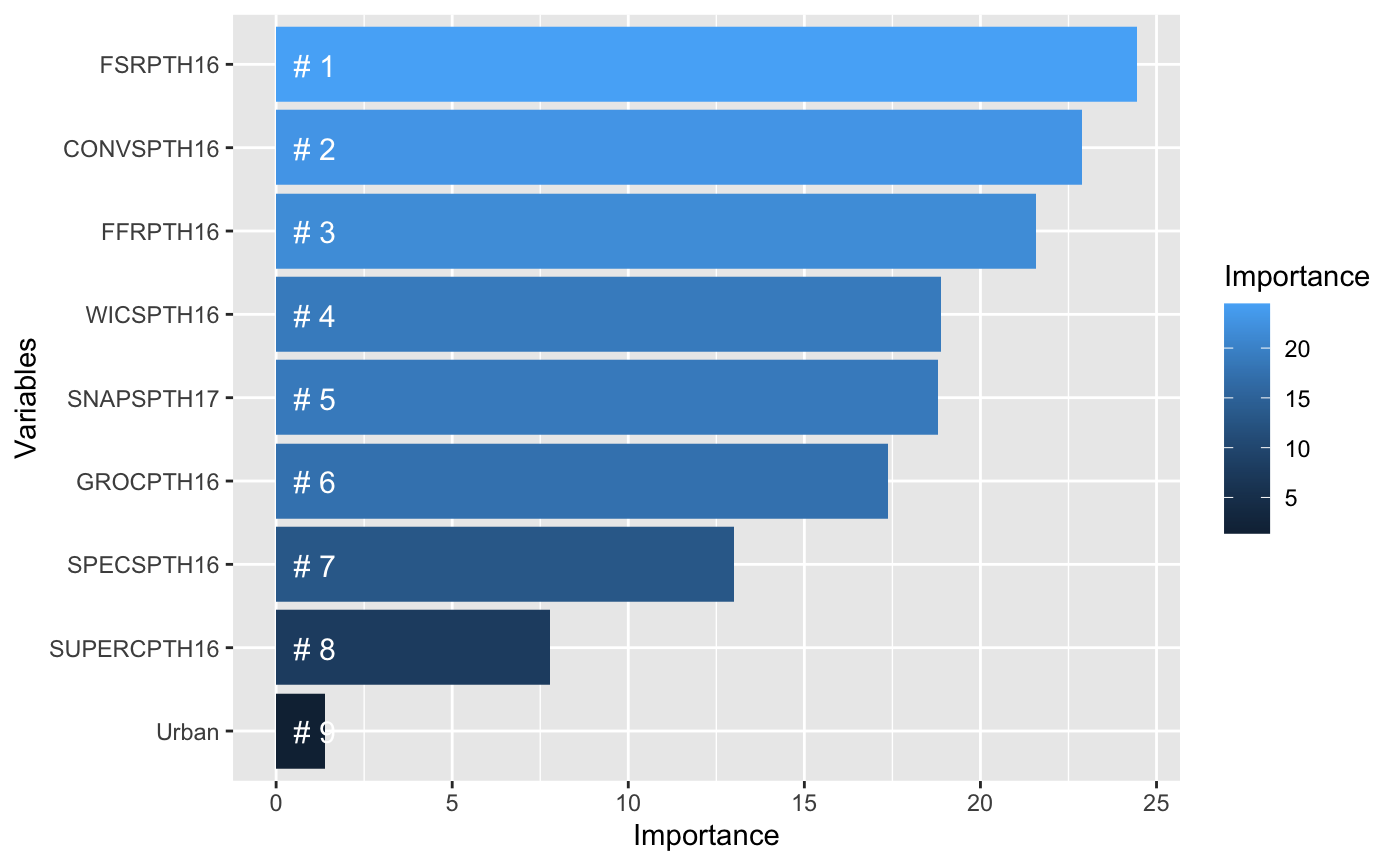 FSRPTH16
# 1
CONVSPTH16
# 2
FFRPTH16
# 3
WICSPTH16
# 4
SNAPSPTH17
# 5
GROCPTH16
# 6
SPECSPTH16
# 7
SUPERCPTH16
# 8
Urban
# 9
Variables
0 5 10 15 20 25
Importance
Importance
20
15
10
5